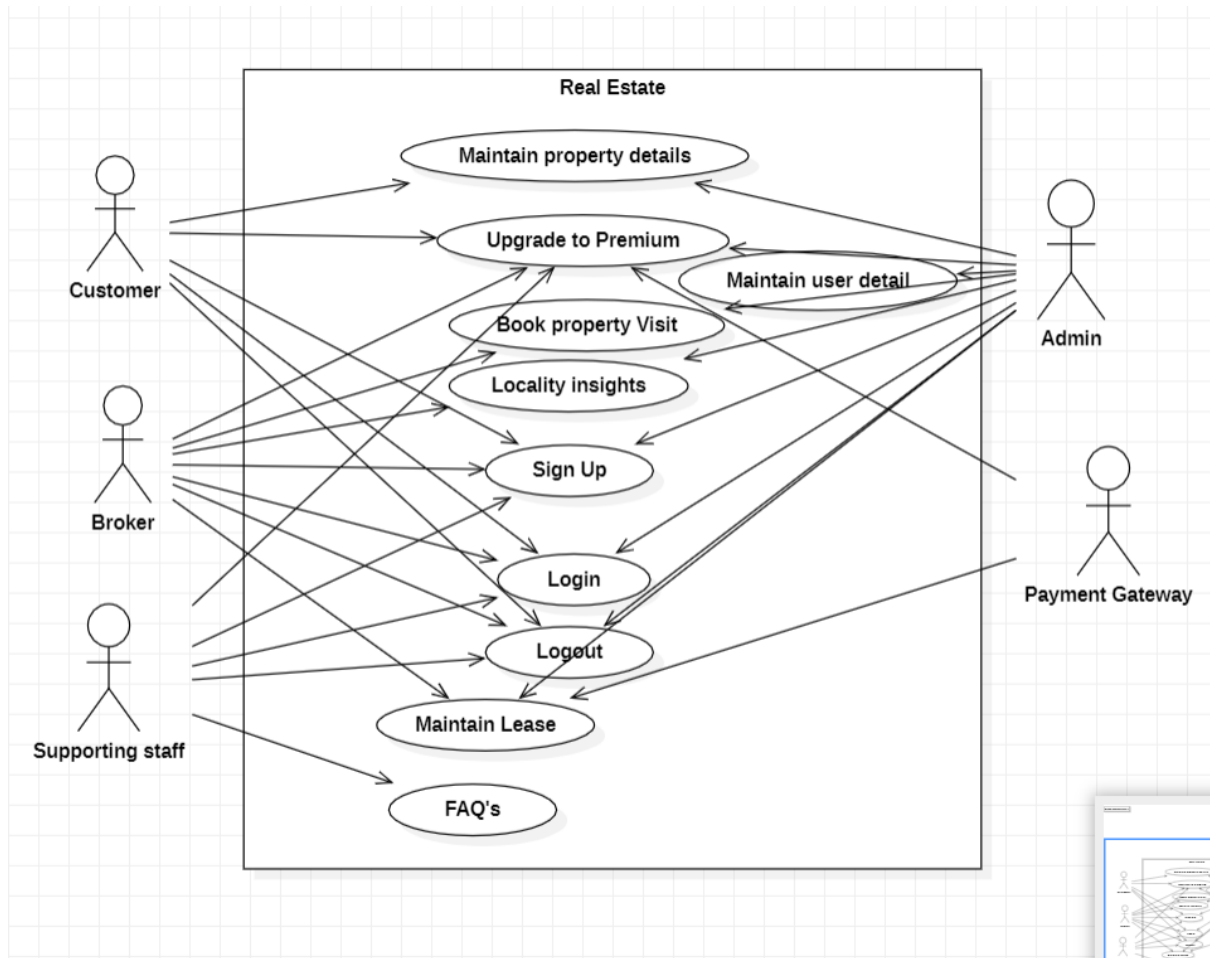 Real Estate
Maintain property details
Upgrade to Premium
Maintain user detail
Book property Visit
Locality insights
Sign Up
Login
Logout
Maintain Lease
FAQ's
Customer
Broker
Supporting staff
Admin
Payment Gateway